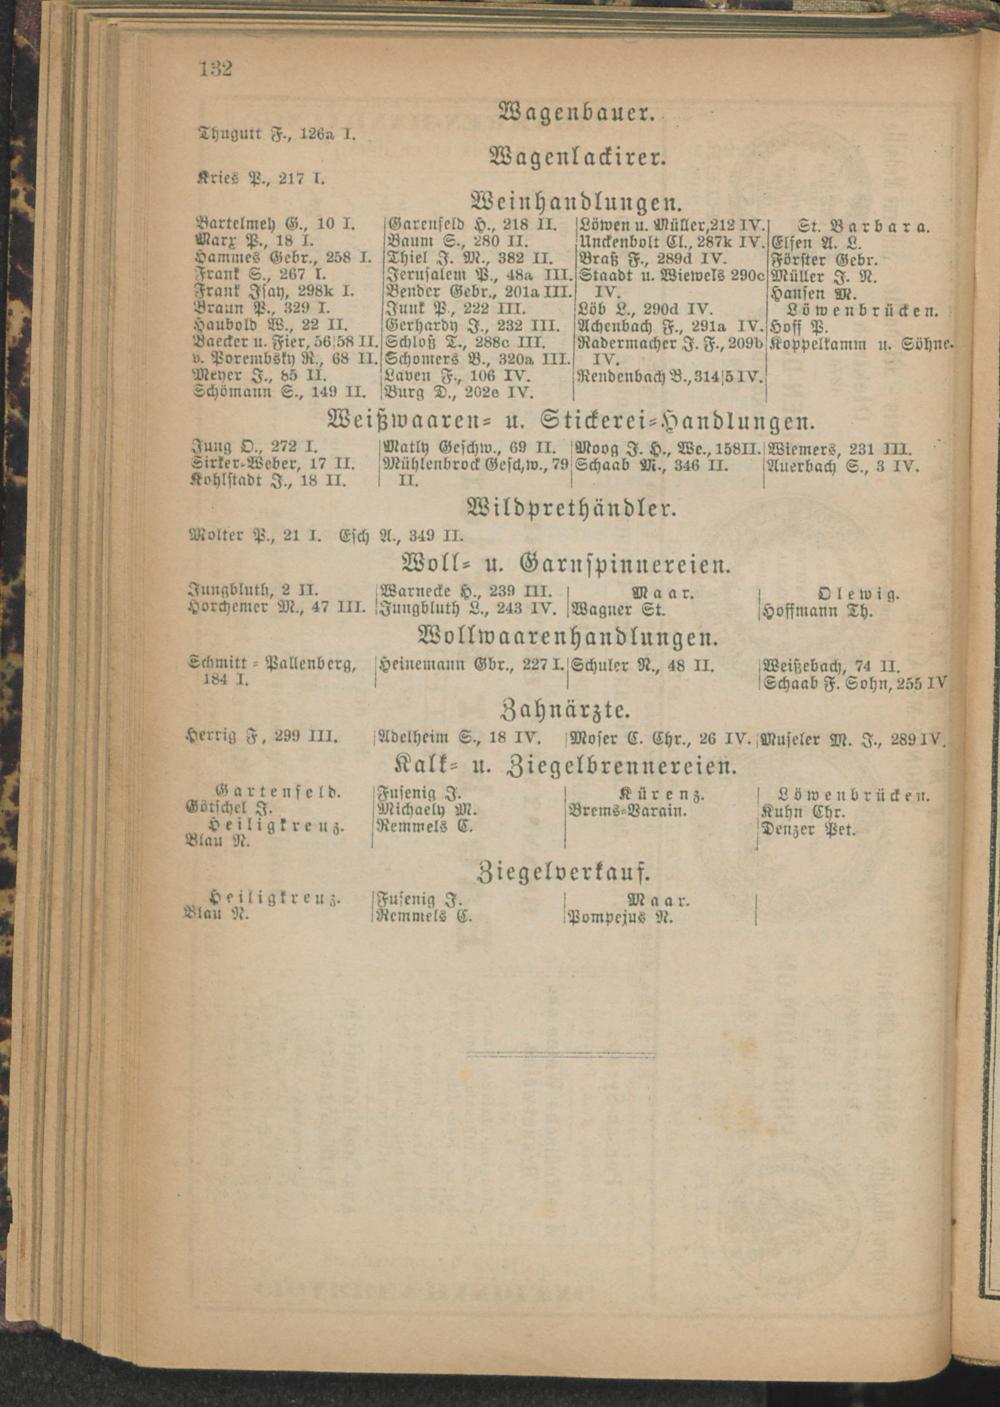 132
Wagenbauer.
Thugutt F., 126a I.
Wagenlackirer.
Kries P., 217 I.
Weinhandlungen.
Bartelmeh G., 10 I.
Marx P., 18 I.
Hammes Gebr., 258 I.
Frank S., 267 I.
Frank Isay, 298k I.
Braun P., 329 I.
Haubold W., 22 II.
Baecker u. Fier, 56|58 II.
v. Porembsky R., 68 II.
Meyer J., 85 II.
Schömann S., 149 II.
Garenfeld H., 218 II.
Baum S., 280 II.
Thiel J. M., 382 II.
Jerusalem P., 48a III.
Bender Gebr., 201a III.
Junk P., 222 III.
Gerhardy J., 232 III.
Schloß T., 288c III.
Schomers B., 320a III.
Laven F., 106 IV.
Burg D., 202e IV.
Löwen u. Müller, 212 IV.
Unckenbolt Cl., 287k IV.
Braß F., 289d IV.
Staadt u. Wiewels 290c
IV.
Löb L., 290d IV.
Achenbach F., 291a IV.
Radermacher J. F., 209b
IV.
Rendenbach B., 314|5 IV.
St. Barbara.
Elsen A. L.
Förster Gebr.
Müller J. N.
Hansen M.
Löwenbrücken.
Hoff P.
Koppelkamm u. Söhne.
Weißwaaren- u. Stickerei-Handlungen.
Jung O., 272 I.
Sirker-Weber, 17 II.
Kohlstadt J., 18 II.
Matly Geschw., 69 II.
Mühlenbrock Geschw., 79
II.
Moog J. H., We., 158II.
Schaab M., 346 II.
Wiemers, 231 III.
Auerbach S., 3 IV.
Wildprethändler.
Molter P., 21 I. Esch A., 349 II.
Woll- u. Garnspinnereien.
Jungbluth, 2 II.
Horchemer M., 47 III.
Warnecke H., 239 III.
Jungbluth L., 243 IV.
Maar.
Wagner St.
Olewig.
Hoffmann Th.
Wollwaarenhandlungen.
Schmitt-Pallenberg,
184 I.
Heinemann Gbr., 227 I.
Schuler N., 48 II.
Weißebach, 74 II.
Schaab F. Sohn, 255 IV
Zahnärzte.
Herrig F, 299 III.
Adelheim S., 18 IV.
Moser C. Chr., 26 IV.
Museler M. J., 289 IV.
Kalk- u. Ziegelbrennereien.
Gartenfeld.
Götschel J.
Heiligkreuz.
Blau N.
Fusenig J.
Michaely M.
Remmels C.
Kürenz.
Brems-Varain.
Löwenbrücken.
Kuhn Chr.
Denzer Pet.
Ziegelverkauf.
Heiligkreuz.
Blau N.
Fusenig J.
Remmels C.
Maar.
Pompejus N.